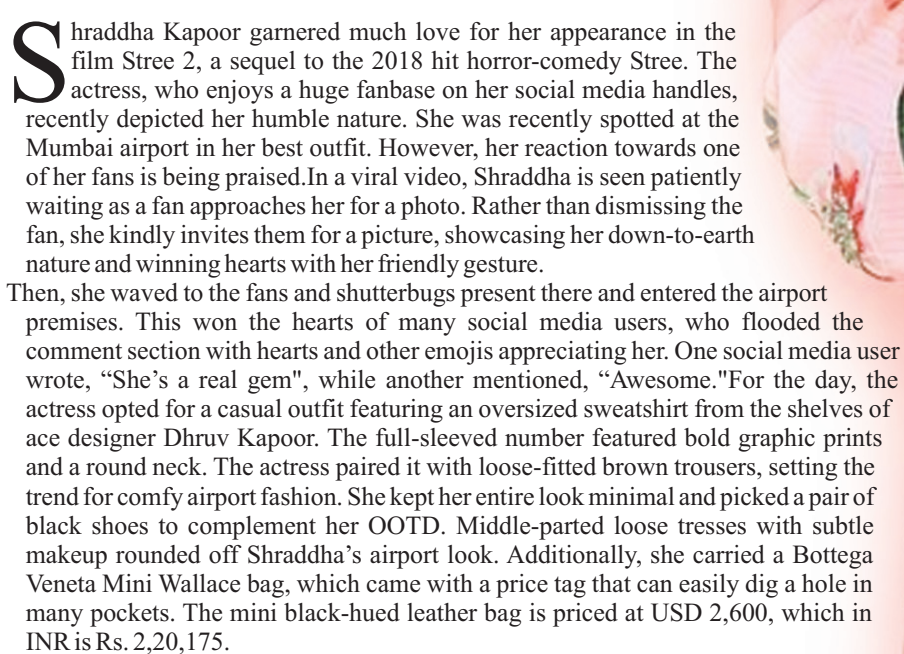 Shraddha Kapoor garnered much love for her appearance in the
film Stree 2, a sequel to the 2018 hit horror-comedy Stree. The
actress, who enjoys a huge fanbase on her social media handles,
recently depicted her humble nature. She was recently spotted at the
Mumbai airport in her best outfit. However, her reaction towards one
of her fans is being praised.In a viral video, Shraddha is seen patiently
waiting as a fan approaches her for a photo. Rather than dismissing the
fan, she kindly invites them for a picture, showcasing her down-to-earth
nature and winning hearts with her friendly gesture.
Then, she waved to the fans and shutterbugs present there and entered the airport
premises. This won the hearts of many social media users, who flooded the
comment section with hearts and other emojis appreciating her. One social media user
wrote, “She’s a real gem", while another mentioned, “Awesome."For the day, the
actress opted for a casual outfit featuring an oversized sweatshirt from the shelves of
ace designer Dhruv Kapoor. The full-sleeved number featured bold graphic prints
and a round neck. The actress paired it with loose-fitted brown trousers, setting the
trend for comfy airport fashion. She kept her entire look minimal and picked a pair of
black shoes to complement her OOTD. Middle-parted loose tresses with subtle
makeup rounded off Shraddha’s airport look. Additionally, she carried a Bottega
Veneta Mini Wallace bag, which came with a price tag that can easily dig a hole in
many pockets. The mini black-hued leather bag is priced at USD 2,600, which in
INR is Rs. 2,20,175.